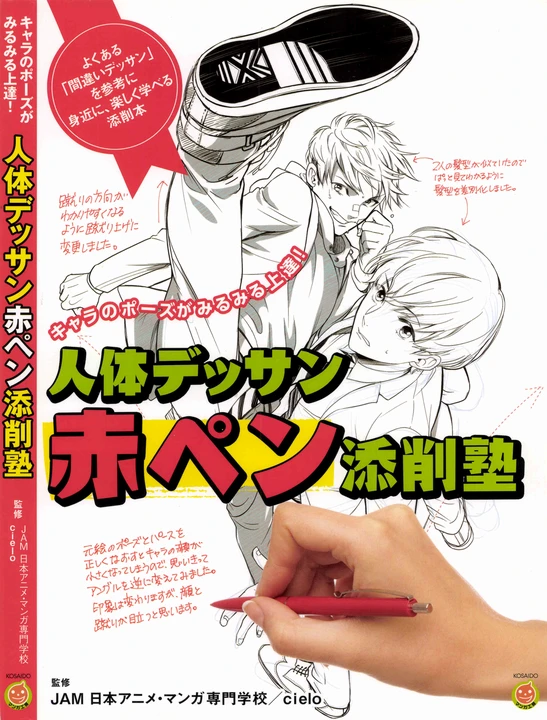 キャラのポーズが
みるみる上達！
人体デッサン赤ペン添削塾
監修
JAM 日本アニメ・マンガ専門学校
cielo
KOSAIDO
マンガ工房
よくある
「間違いデッサン」
を参考に
身近に、楽しく学べる
添削本
蹴りの方向が
わかりやすくなる
ように蹴り上げに
変更しました。
2人の髪型が似ていたので
ぱっと見てわかるように
髪型を差別化しました。
キャラのポーズがみるみる上達!!
人体デッサン
赤ペン添削塾
元絵のポーズとパースを
正しくなおすとキャラの顔が
小さくなってしまうので、思いきって
アングルを逆に変えてみました。
印象は変わりますが、顔と
蹴りが目立つと思います。
監修
JAM 日本アニメ・マンガ専門学校／cielo
KOSAIDO
マンガ工房